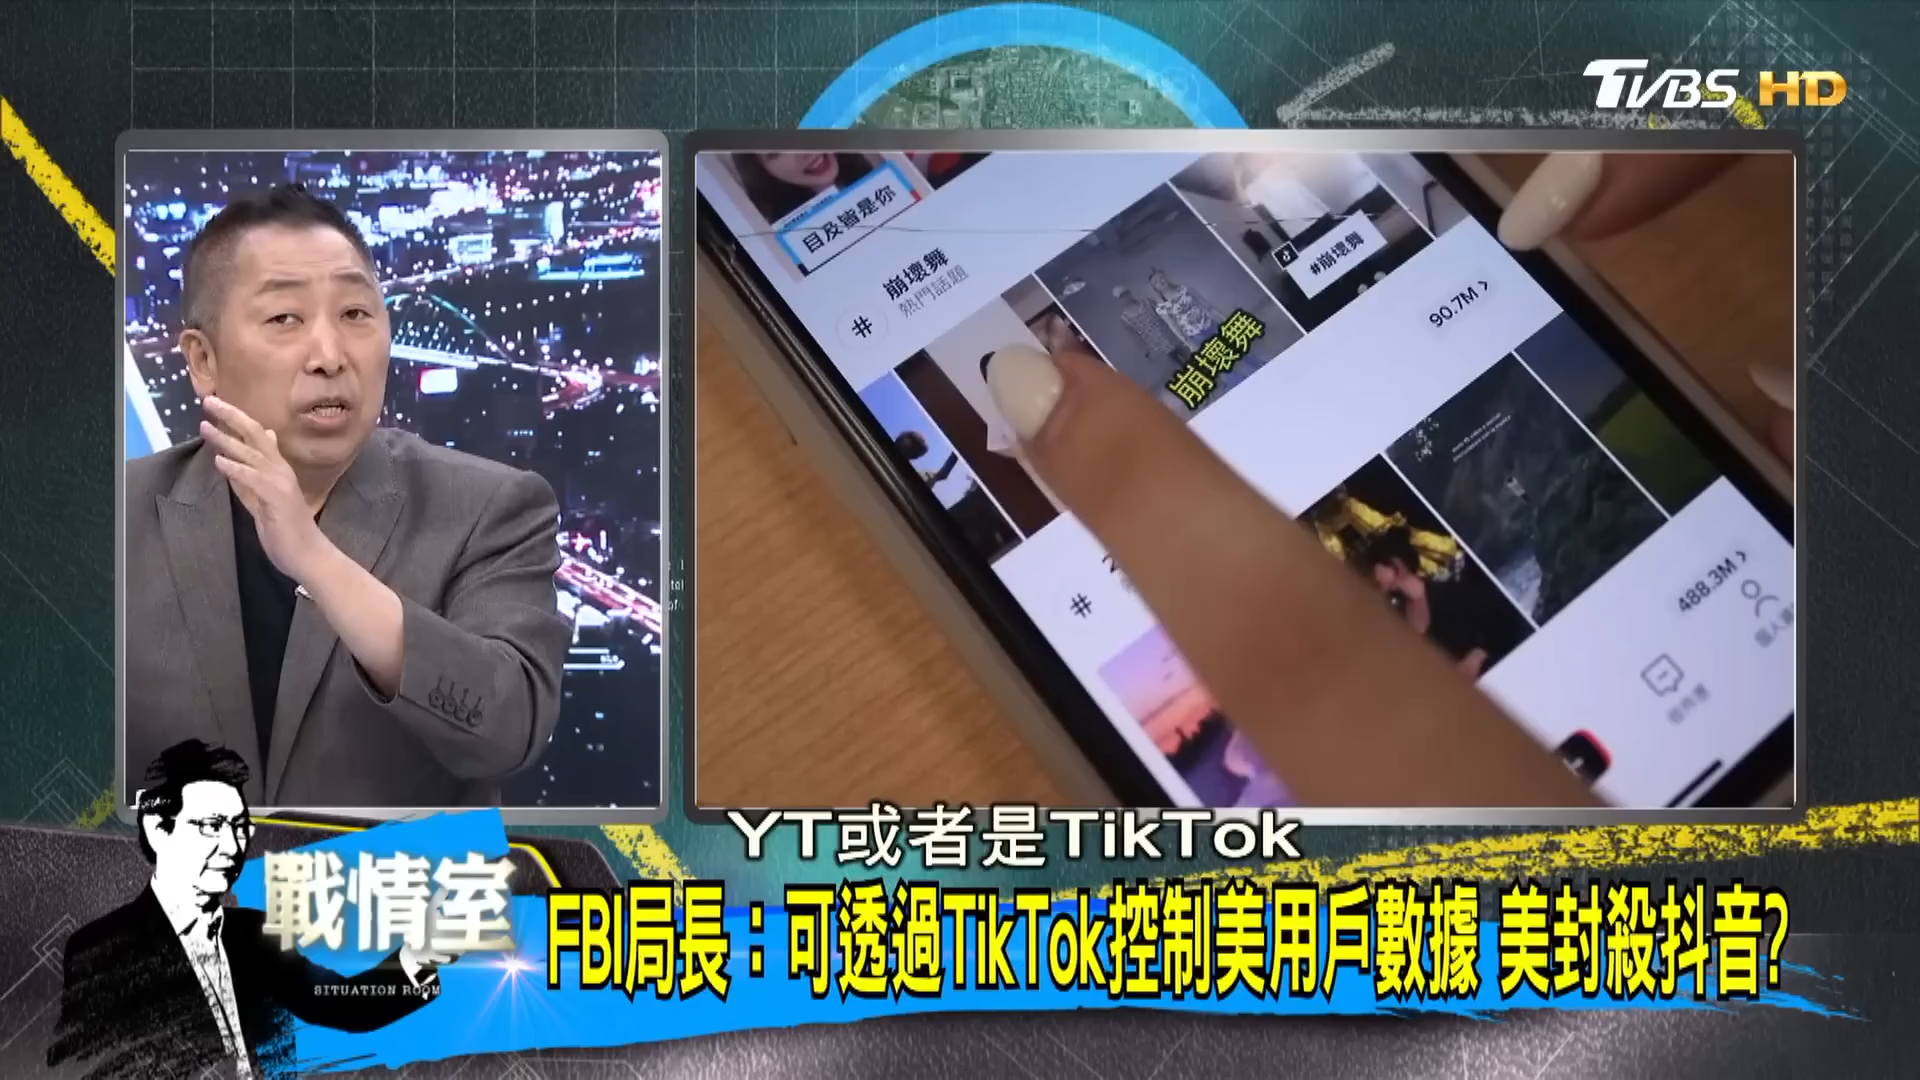 TVBS HD
目及皆是你
崩壞舞
熱門話題
#
崩壞舞
#崩壞舞
90.7M >
#
488.3M >
YT或者是TikTok
戰情室
SITUATION ROOM
FBI局長：可透過TikTok控制美用戶數據 美封殺抖音?